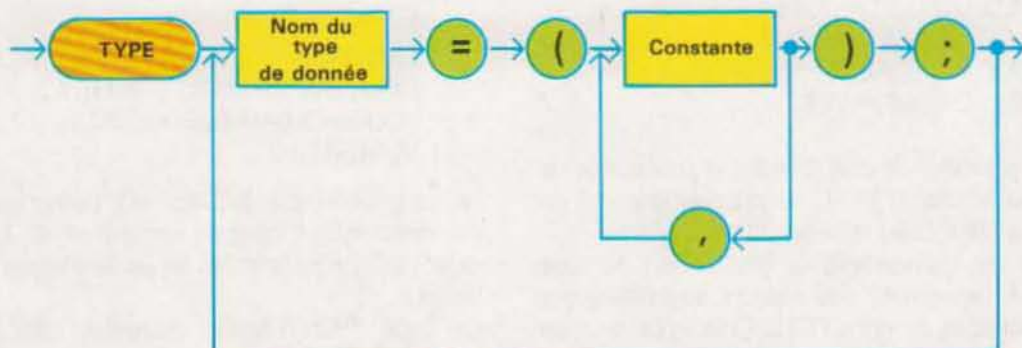 TYPE
Nom du
type
de donnée
=
(
Constante
)
;
,